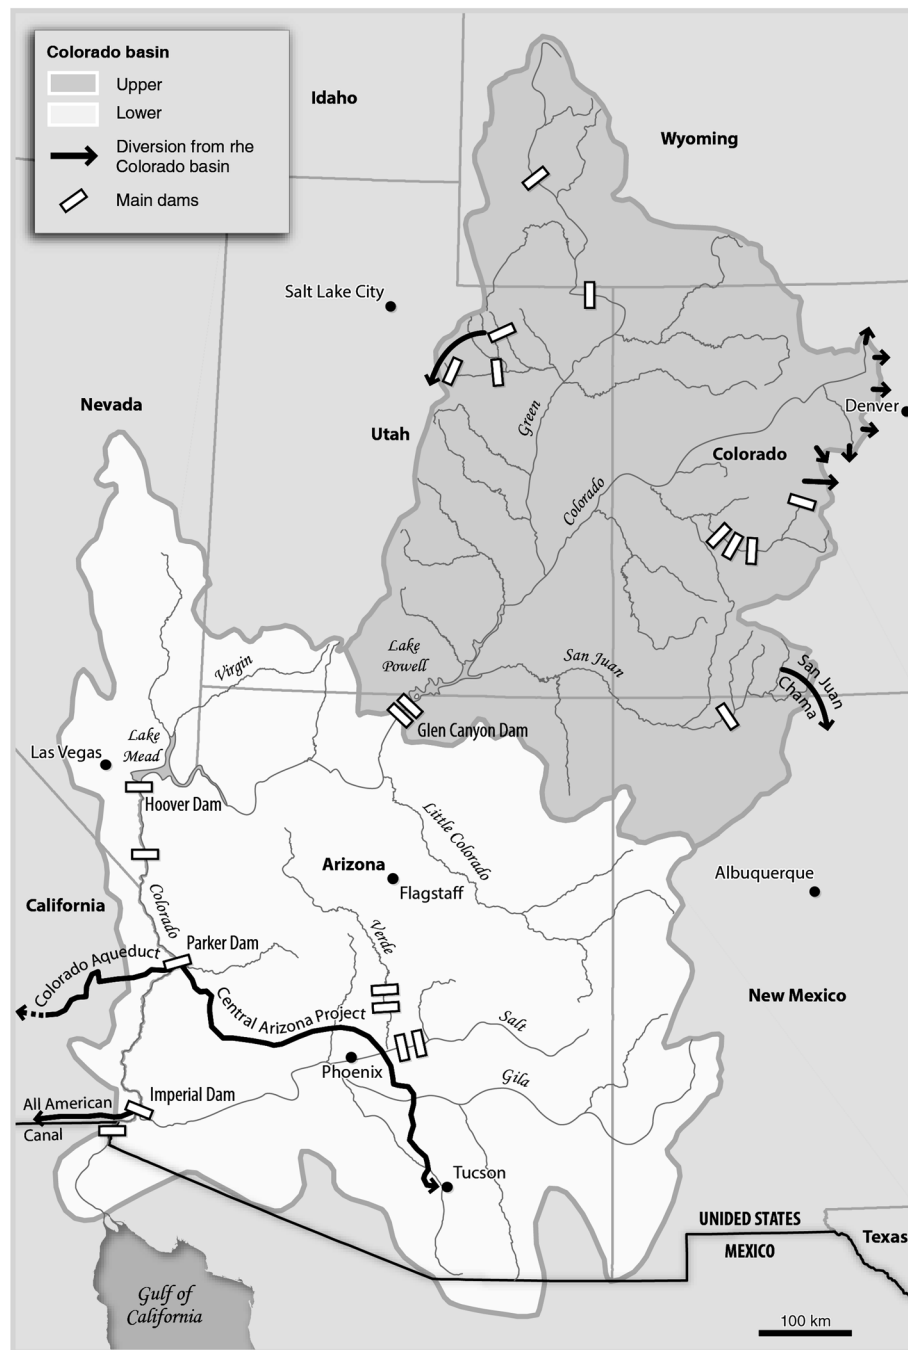 Colorado basin
Upper
Lower
Diversion from rhe
Colorado basin
Main dams
Idaho
Wyoming
Salt Lake City
Nevada
Utah
Green
Denver
Colorado
Colorado
Lake
Powell
San Juan
San Juan
Chama
Virgin
Glen Canyon Dam
Las Vegas
Lake
Mead
Hoover Dam
Little Colorado
Arizona
Flagstaff
Albuquerque
California
Colorado
Verde
Parker Dam
Colorado Aqueduct
Central Arizona Project
New Mexico
Salt
Phoenix
Gila
Imperial Dam
All American
Canal
Tucson
UNIDED STATES
MEXICO
Texas
Gulf of
California
100 km